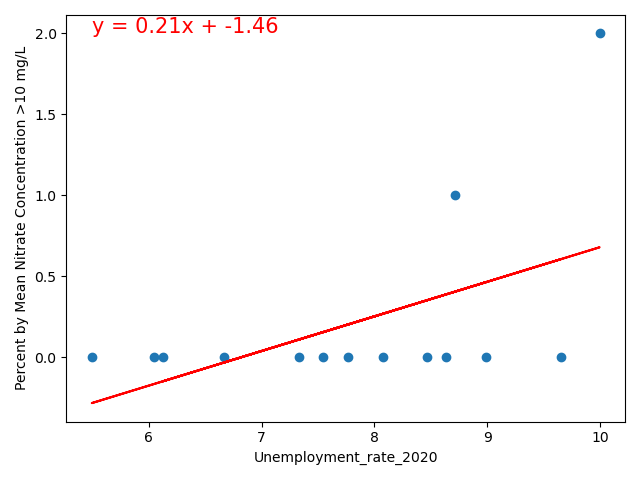 y = 0.21x + -1.46
Percent by Mean Nitrate Concentration >10 mg/L
2.0
1.5
1.0
0.5
0.0
6 7 8 9 10
Unemployment_rate_2020